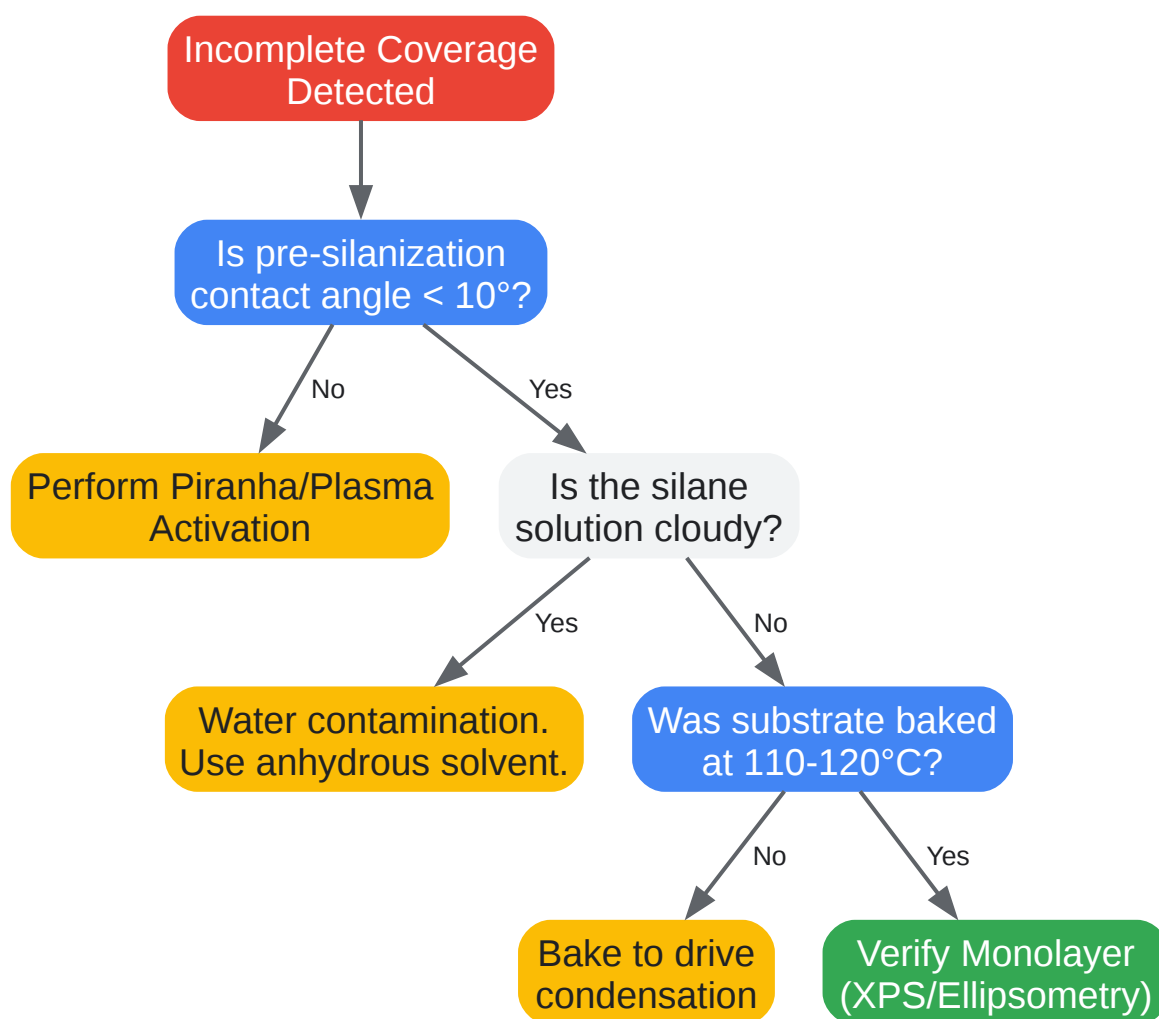 Incomplete Coverage
Detected
Is pre-silanization
contact angle < 10°?
No
Yes
Perform Piranha/Plasma
Activation
Is the silane
solution cloudy?
Yes
No
Water contamination.
Use anhydrous solvent.
Was substrate baked
at 110-120°C?
No
Yes
Bake to drive
condensation
Verify Monolayer
(XPS/Ellipsometry)